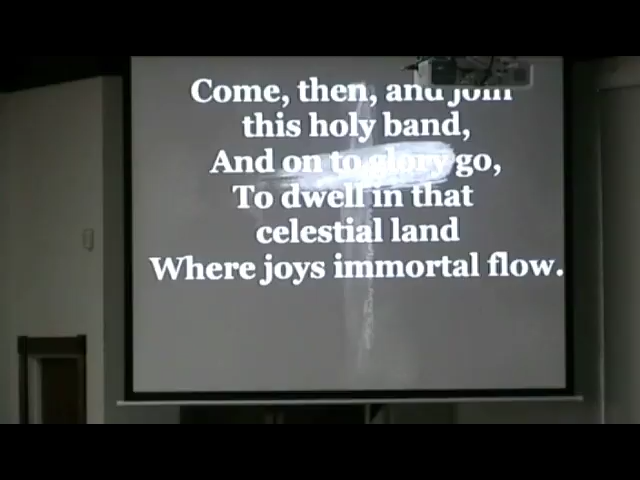 Come, then, and join
this holy band,
And on to glory go,
To dwell in that
celestial land
Where joys immortal flow.